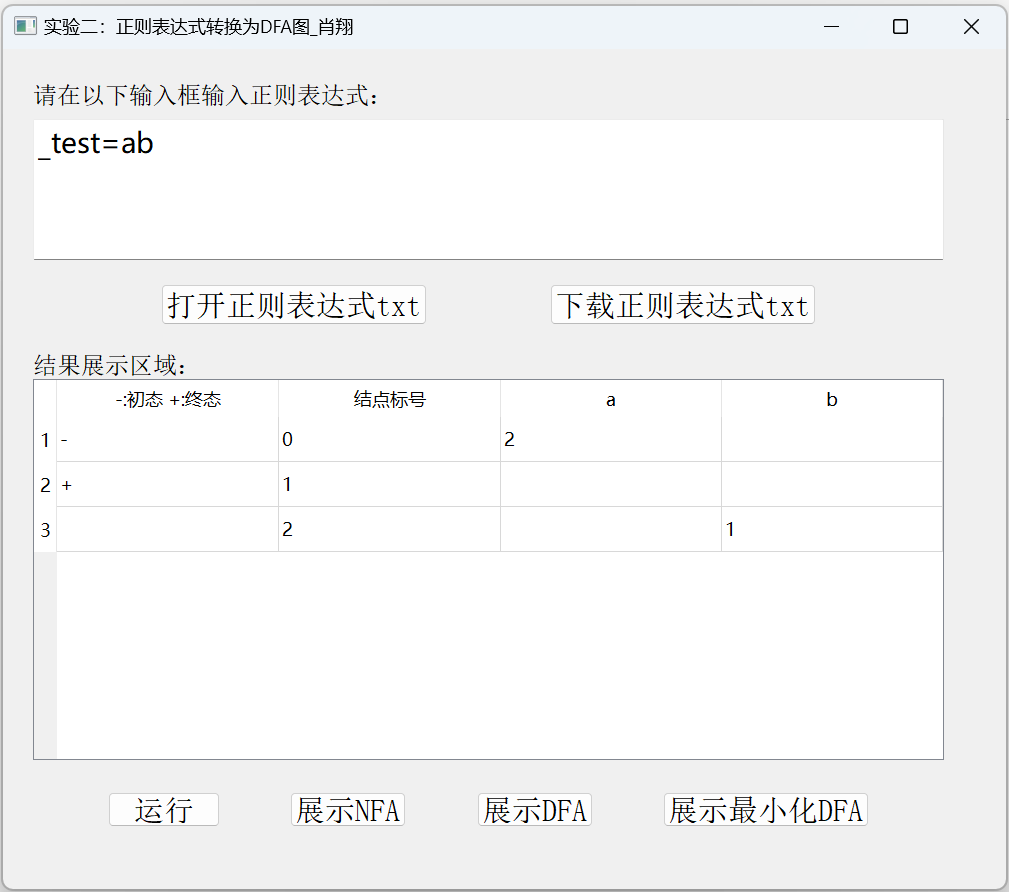 实验二：正则表达式转换为DFA图_肖翔
请在以下输入框输入正则表达式：
_test=ab
打开正则表达式txt 下载正则表达式txt
结果展示区域：
-:初态 +:终态 结点标号 a b
1 - 0 2
2 + 1
3 2 1
运行 展示NFA 展示DFA 展示最小化DFA